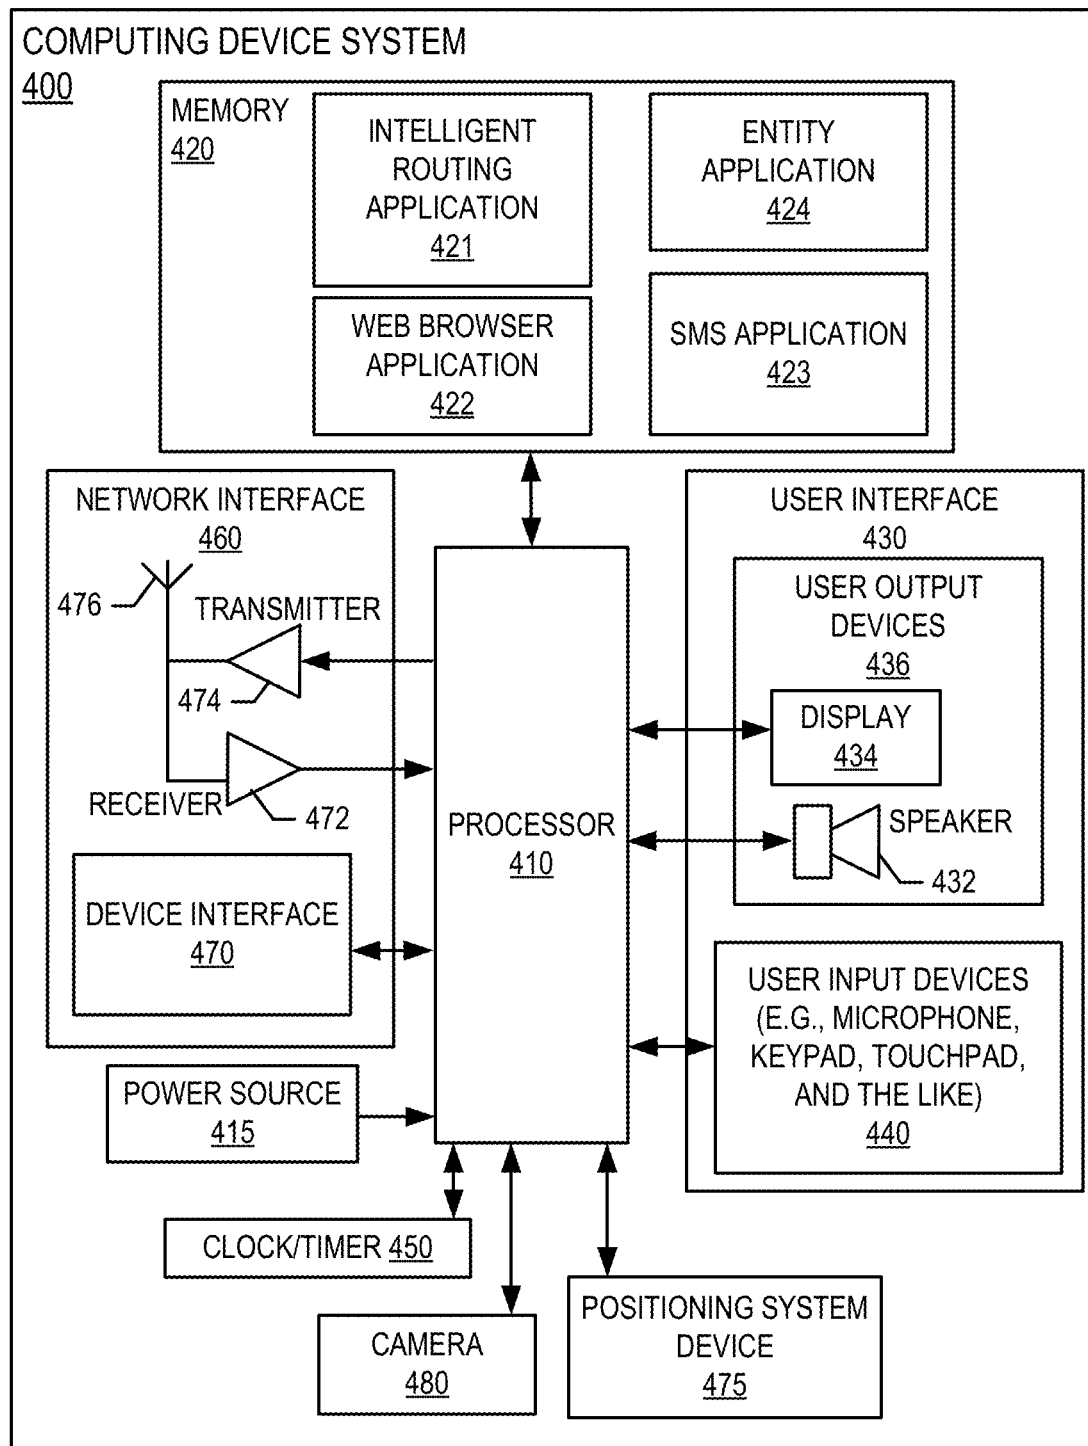 COMPUTING DEVICE SYSTEM
400
MEMORY
420
INTELLIGENT
ROUTING
APPLICATION
421
ENTITY
APPLICATION
424
WEB BROWSER
APPLICATION
422
SMS APPLICATION
423
NETWORK INTERFACE
460
476
TRANSMITTER
474
RECEIVER
472
DEVICE INTERFACE
470
POWER SOURCE
415
PROCESSOR
410
USER INTERFACE
430
USER OUTPUT
DEVICES
436
DISPLAY
434
SPEAKER
432
USER INPUT DEVICES
(E.G., MICROPHONE,
KEYPAD, TOUCHPAD,
AND THE LIKE)
440
CLOCK/TIMER 450
CAMERA
480
POSITIONING SYSTEM
DEVICE
475